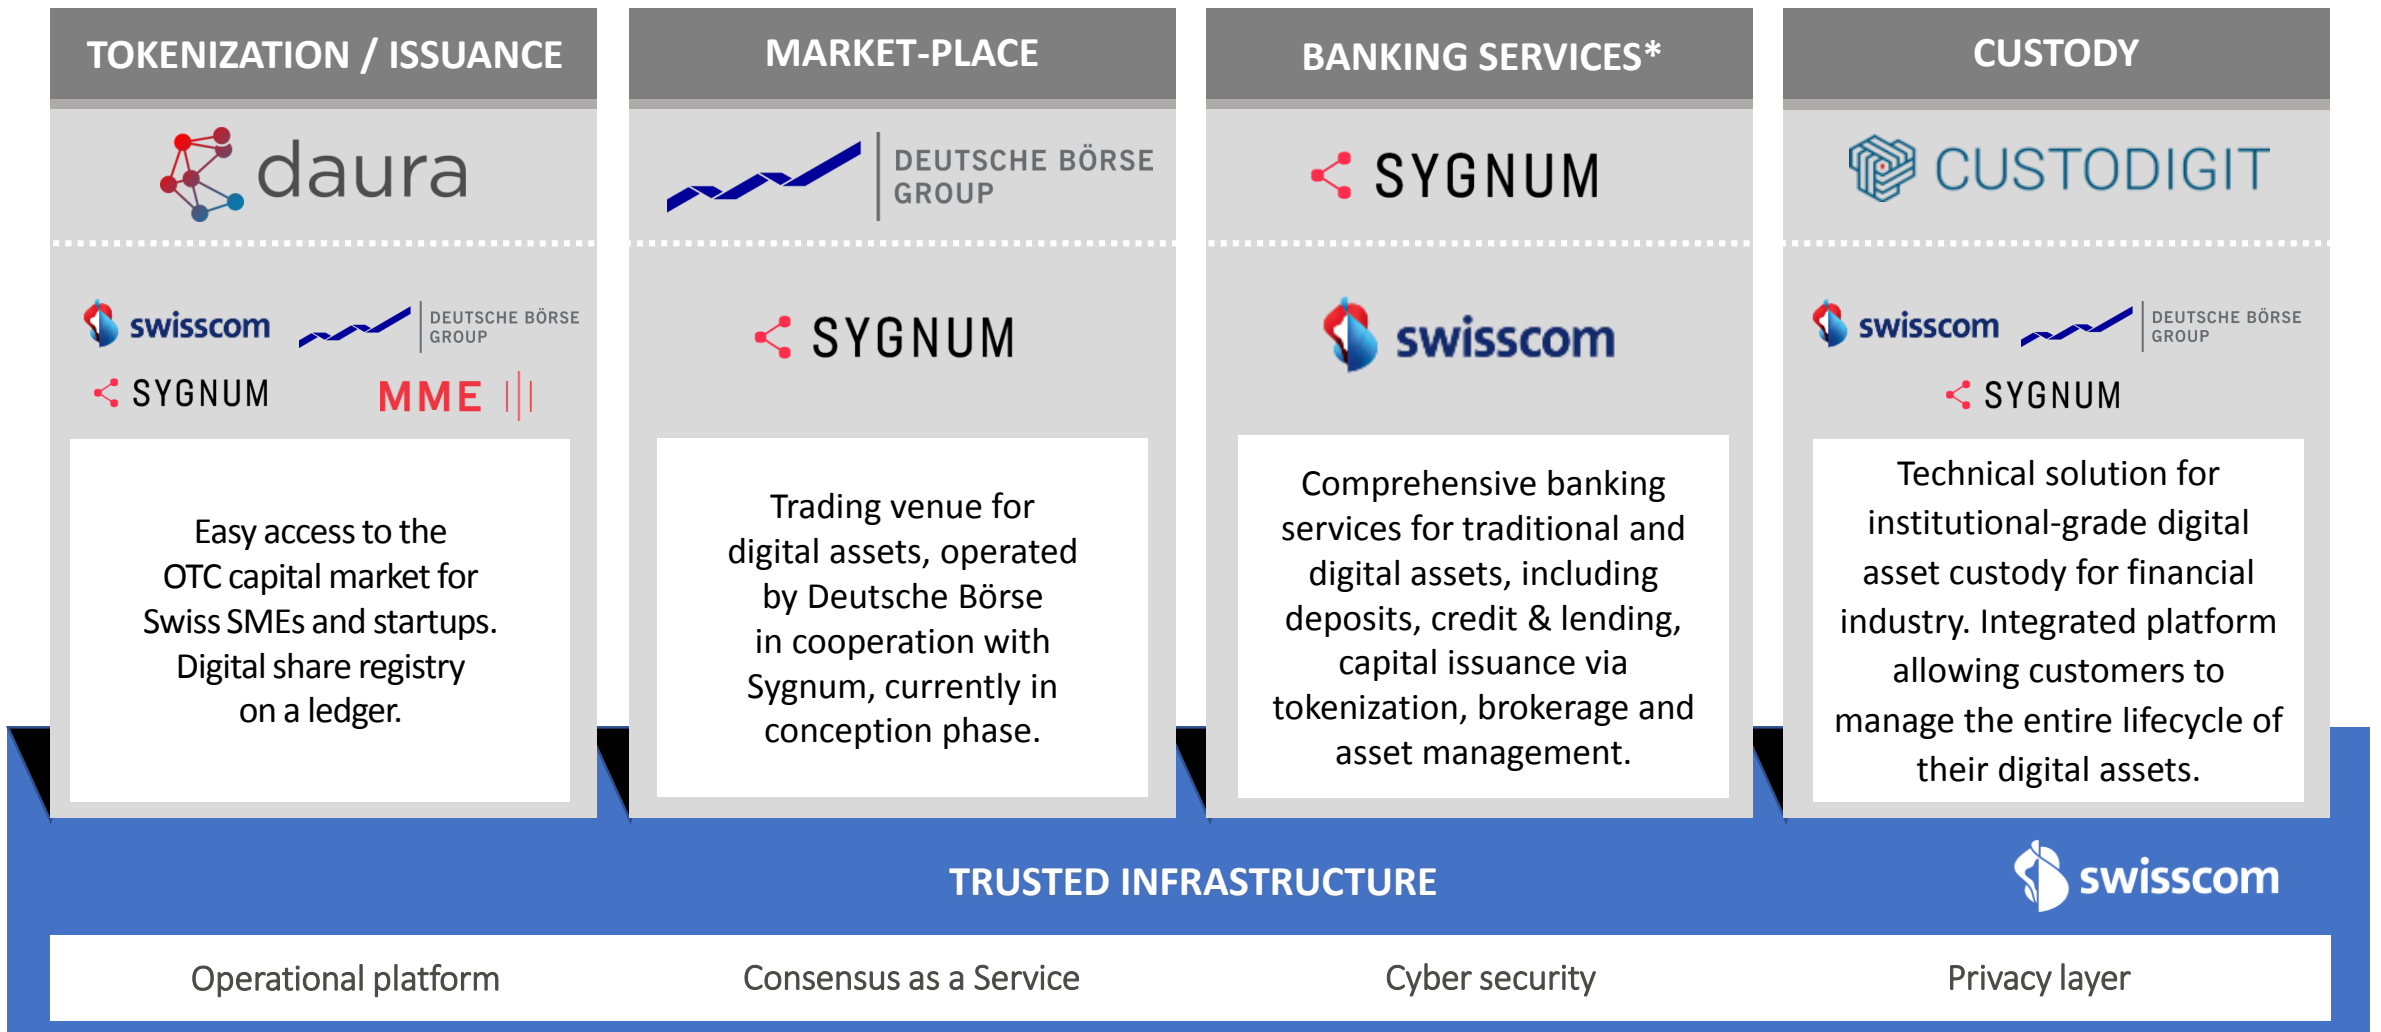 TOKENIZATION / ISSUANCE
daura
swisscom
DEUTSCHE BÖRSE
GROUP
SYGNUM
MME
Easy access to the
OTC capital market for
Swiss SMEs and startups.
Digital share registry
on a ledger.
MARKET-PLACE
DEUTSCHE BÖRSE
GROUP
SYGNUM
Trading venue for
digital assets, operated
by Deutsche Börse
in cooperation with
Sygnum, currently in
conception phase.
BANKING SERVICES*
SYGNUM
swisscom
Comprehensive banking
services for traditional and
digital assets, including
deposits, credit & lending,
capital issuance via
tokenization, brokerage and
asset management.
CUSTODY
CUSTODIGIT
swisscom
DEUTSCHE BÖRSE
GROUP
SYGNUM
Technical solution for
institutional-grade digital
asset custody for financial
industry. Integrated platform
allowing customers to
manage the entire lifecycle of
their digital assets.
TRUSTED INFRASTRUCTURE
swisscom
Operational platform
Consensus as a Service
Cyber security
Privacy layer